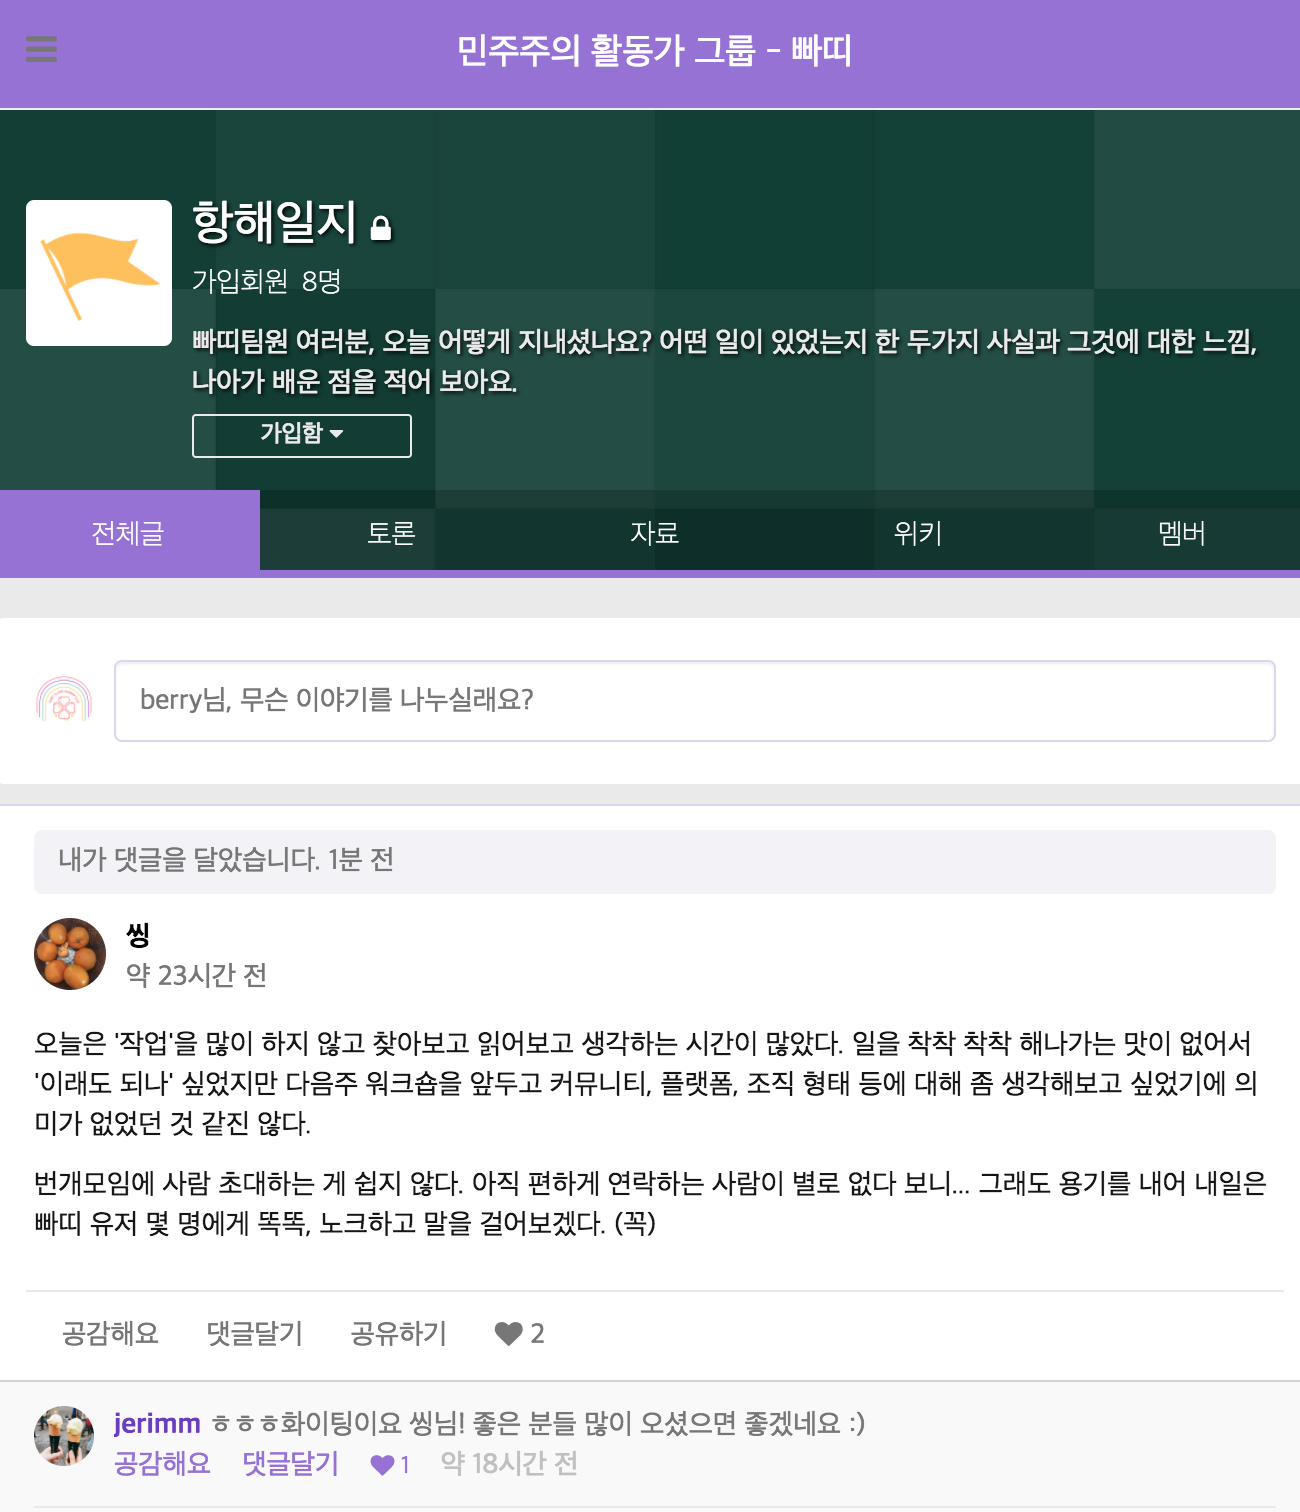 민주주의 활동가 그룹 - 빠띠
항해일지
가입회원 8명
빠띠팀원 여러분, 오늘 어떻게 지내셨나요? 어떤 일이 있었는지 한 두가지 사실과 그것에 대한 느낌,
나아가 배운 점을 적어 보아요.
가입함
전체글 토론 자료 위키 멤버
berry님, 무슨 이야기를 나누실래요?
내가 댓글을 달았습니다. 1분 전
씽
약 23시간 전
오늘은 '작업'을 많이 하지 않고 찾아보고 읽어보고 생각하는 시간이 많았다. 일을 착착 착착 해나가는 맛이 없어서
'이래도 되나' 싶었지만 다음주 워크숍을 앞두고 커뮤니티, 플랫폼, 조직 형태 등에 대해 좀 생각해보고 싶었기에 의
미가 없었던 것 같진 않다.
번개모임에 사람 초대하는 게 쉽지 않다. 아직 편하게 연락하는 사람이 별로 없다 보니... 그래도 용기를 내어 내일은
빠띠 유저 몇 명에게 똑똑, 노크하고 말을 걸어보겠다. (꼭)
공감해요 댓글달기 공유하기 2
jerimm ㅎㅎㅎ화이팅이요 씽님! 좋은 분들 많이 오셨으면 좋겠네요 :)
공감해요 댓글달기 1 약 18시간 전